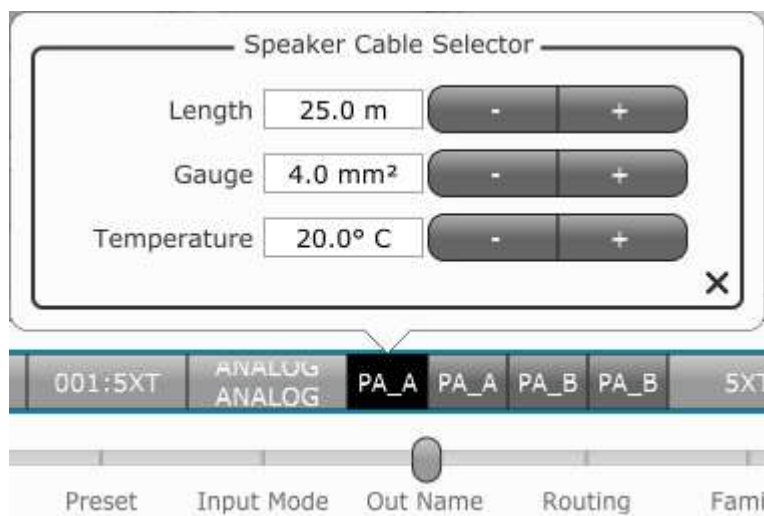 Speaker Cable Selector
Length 25.0 m - +
Gauge 4.0 mm² - +
Temperature 20.0° C - +
001:5XT ANALOG ANALOG PA_A PA_A PA_B PA_B 5XT
Preset Input Mode Out Name Routing Fami